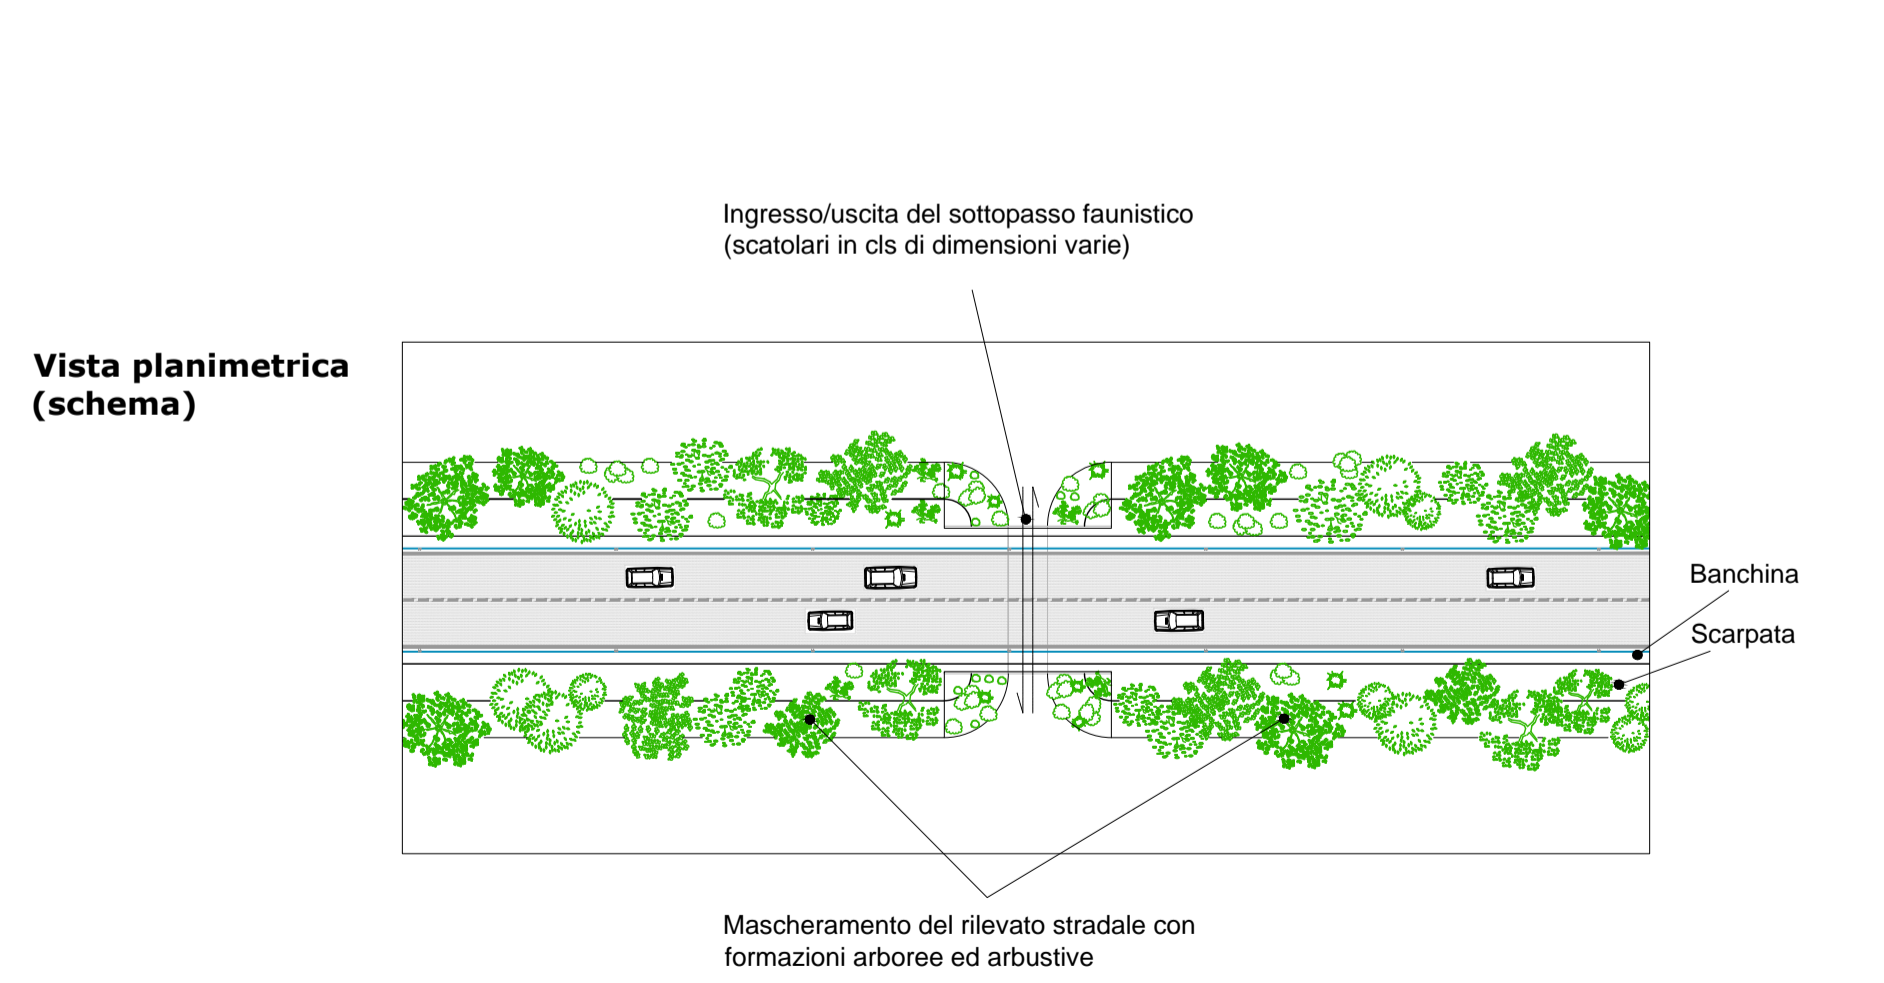 Ingresso/uscita del sottopasso faunistico
(scatolari in cls di dimensioni varie)
Vista planimetrica
(schema)
Banchina
Scarpata
Mascheramento del rilevato stradale con
formazioni arboree ed arbustive